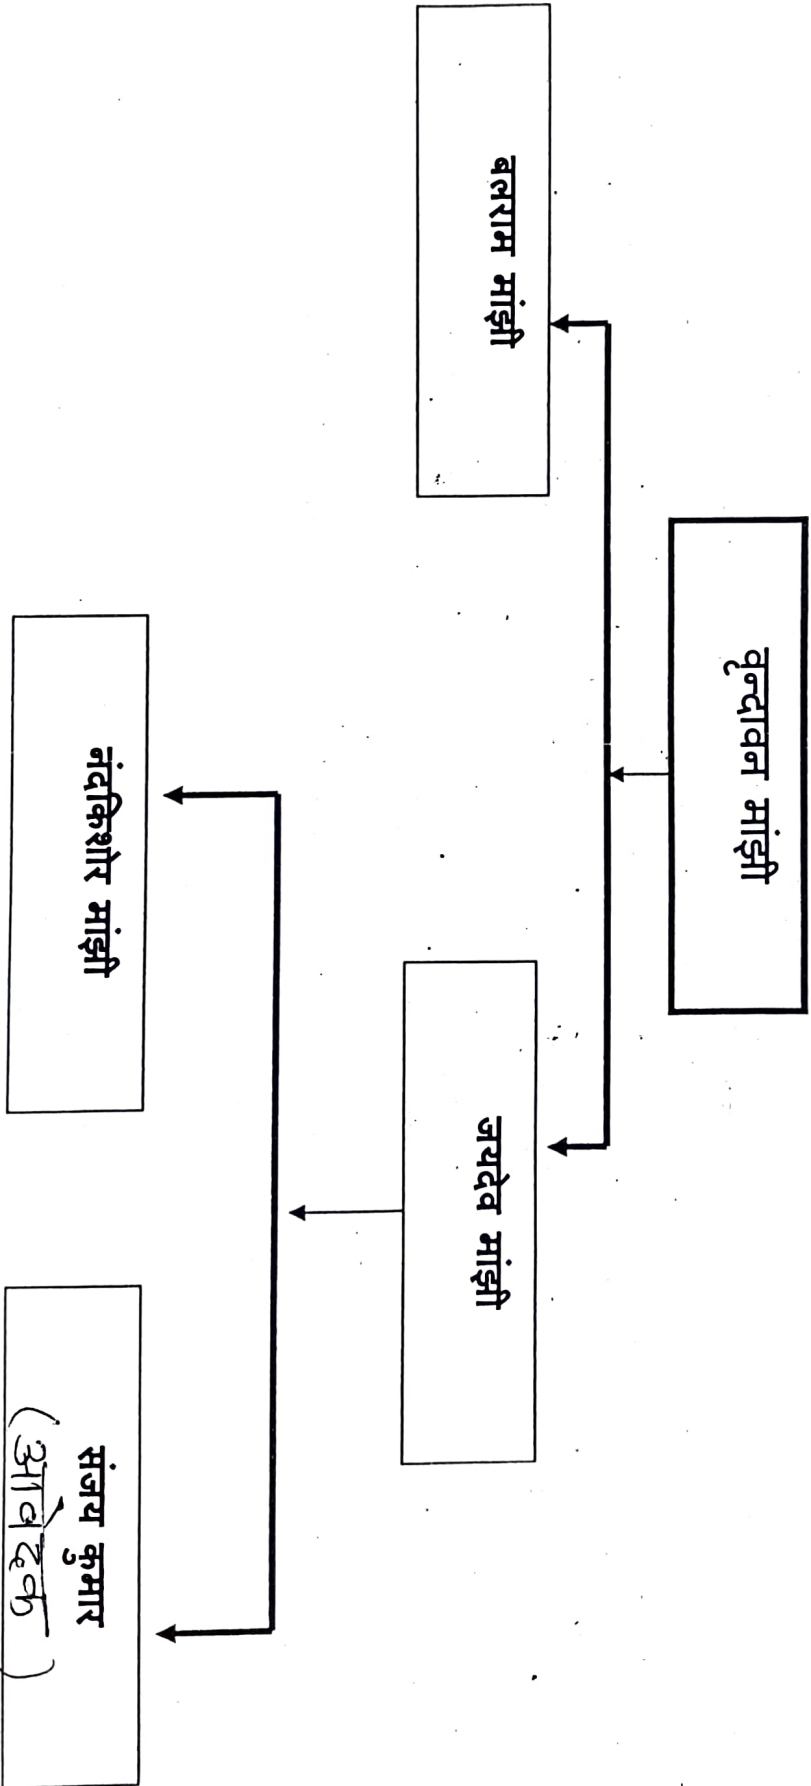 वृन्दावन मांझी
बलराम मांझी
जयदेव मांझी
नंदकिशोर मांझी
संजय कुमार
(आवेदक)